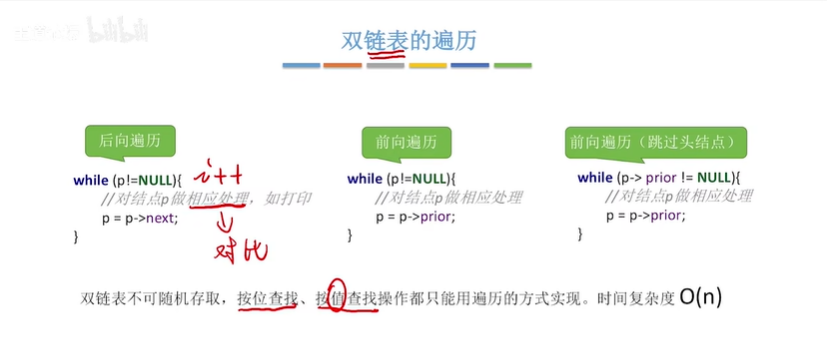 bilibili
双链表的遍历
后向遍历
while (p!=NULL){
//对结点p做相应处理，如打印
p = p->next;
}
i++
对比
前向遍历
while (p!=NULL){
//对结点p做相应处理
p = p->prior;
}
前向遍历（跳过头结点）
while (p-> prior != NULL){
//对结点p做相应处理
p = p->prior;
}
双链表不可随机存取，按位查找、按值查找操作都只能用遍历的方式实现。时间复杂度 O(n)